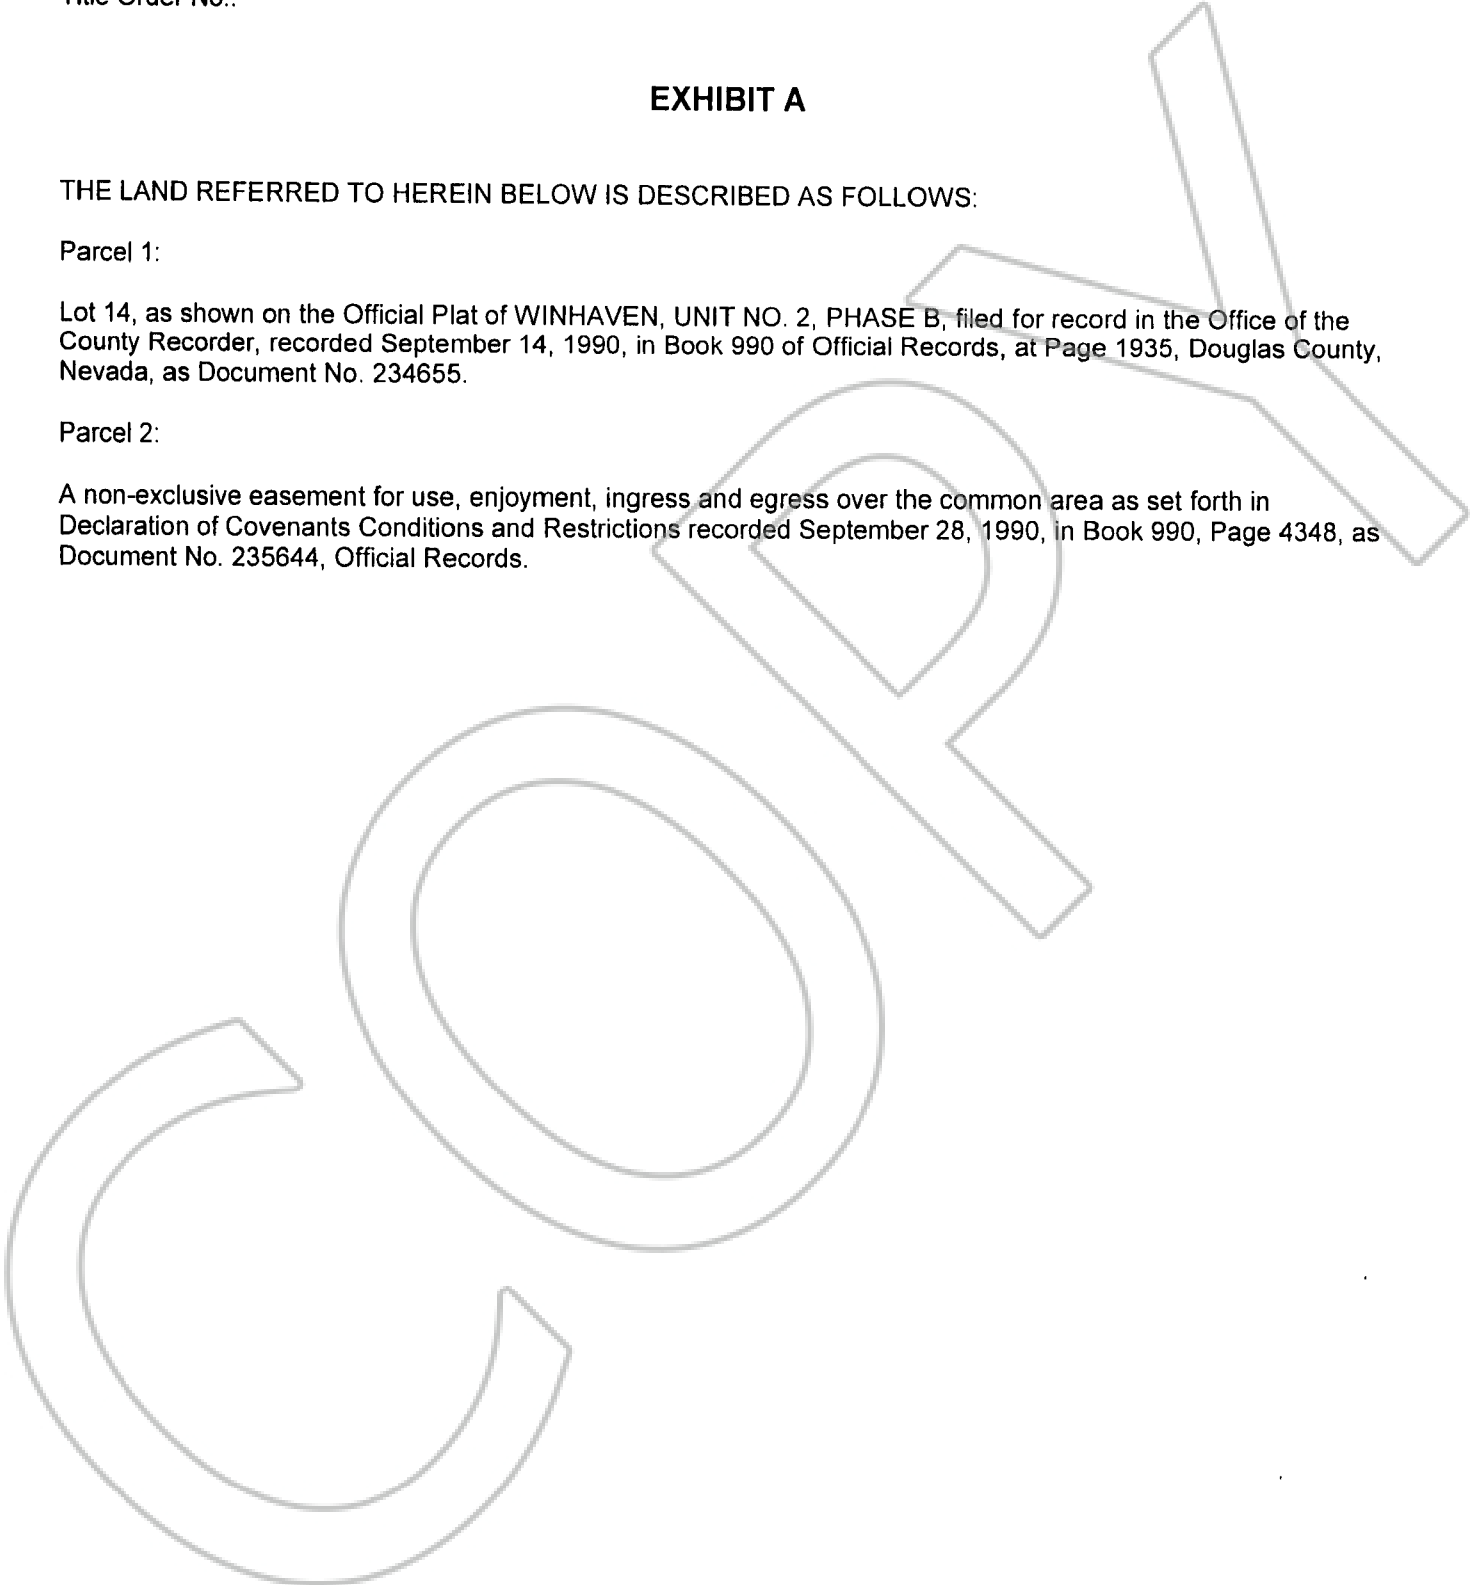 Title Order No.:
EXHIBIT A
THE LAND REFERRED TO HEREIN BELOW IS DESCRIBED AS FOLLOWS:
Parcel 1:
Lot 14, as shown on the Official Plat of WINHAVEN, UNIT NO. 2, PHASE B, filed for record in the Office of the
County Recorder, recorded September 14, 1990, in Book 990 of Official Records, at Page 1935, Douglas County,
Nevada, as Document No. 234655.
Parcel 2:
A non-exclusive easement for use, enjoyment, ingress and egress over the common area as set forth in
Declaration of Covenants Conditions and Restrictions recorded September 28, 1990, in Book 990, Page 4348, as
Document No. 235644, Official Records.
COPY